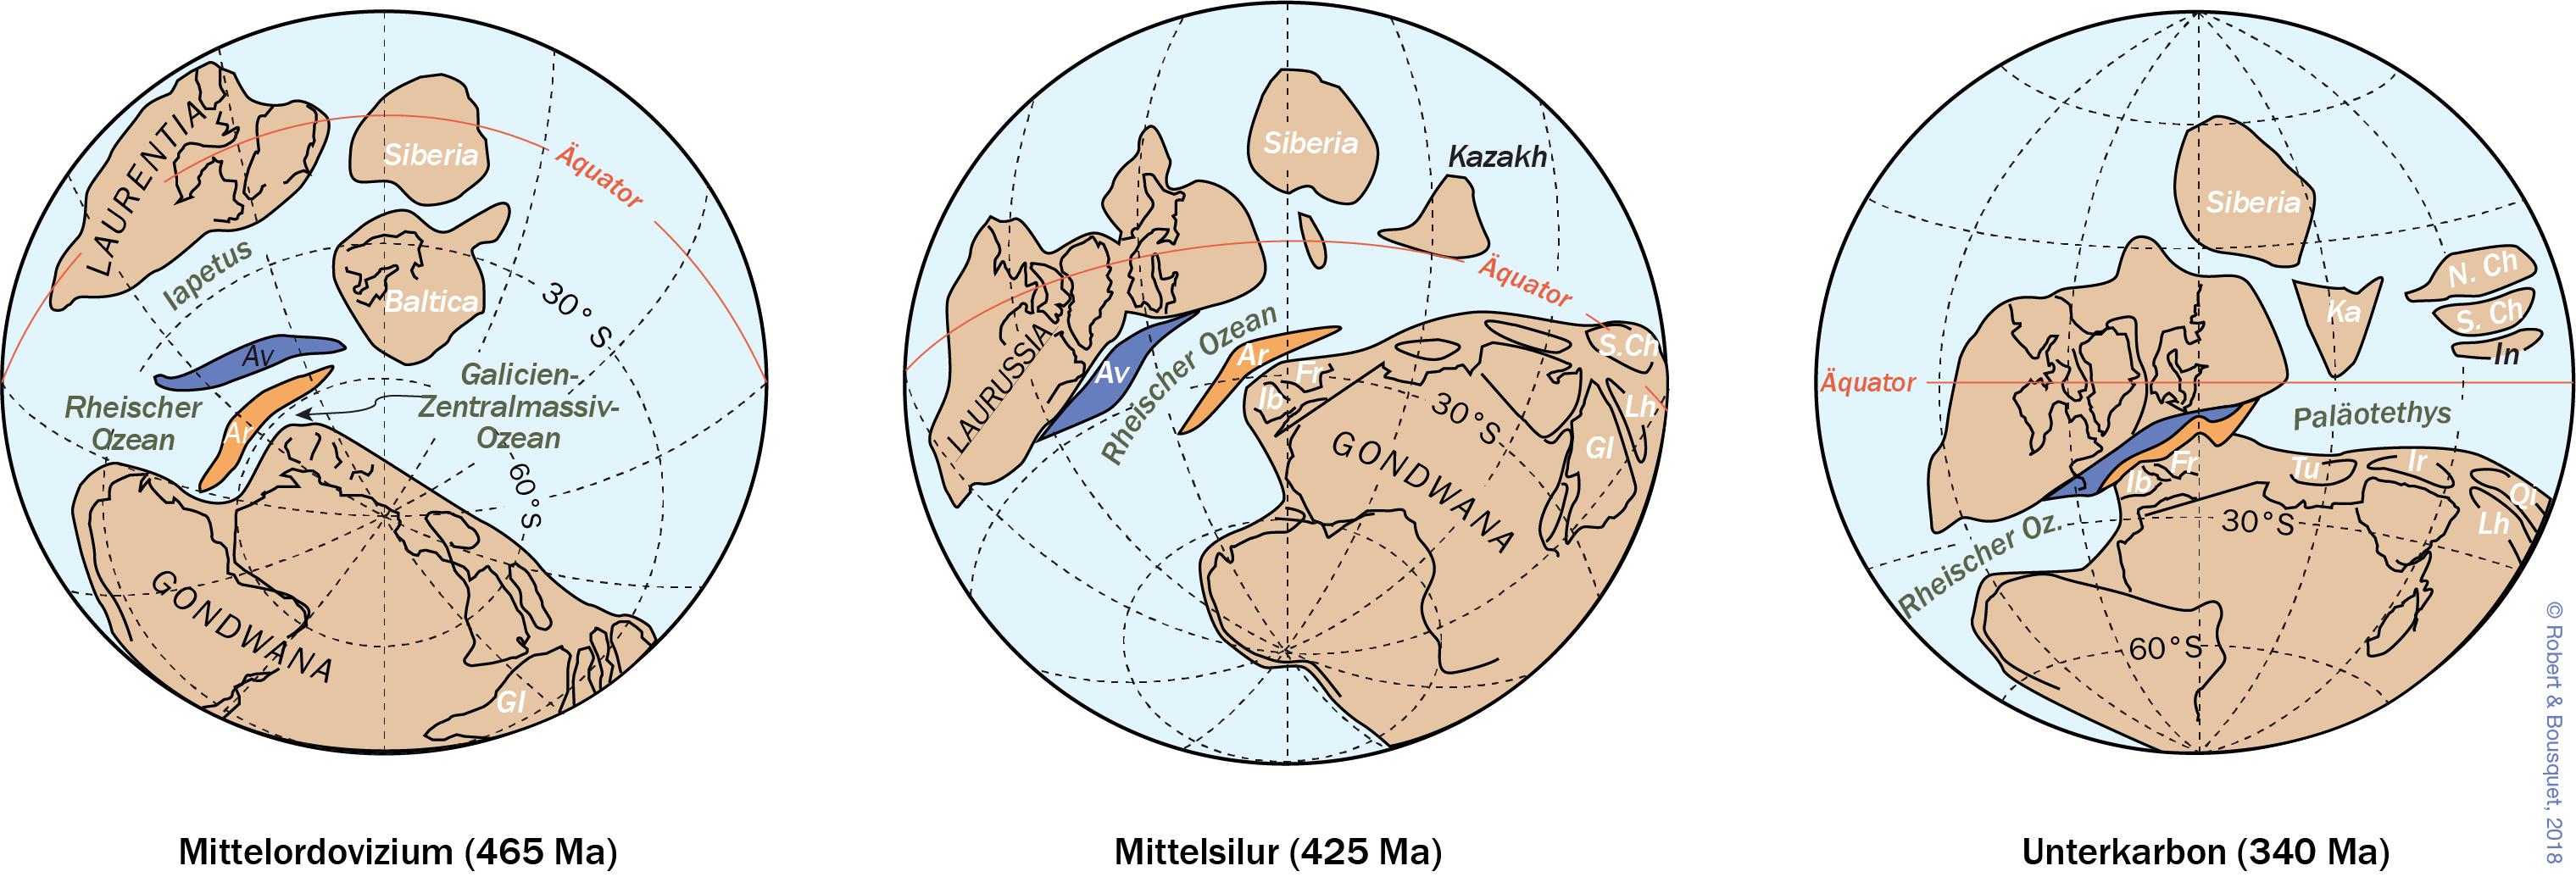 LAURENTIA
Siberia
Äquator
Iapetus
Baltica
30°S
Av
Rheischer
Ozean
Ar
Galicien-
Zentralmassiv-
Ozean
60°S
GONDWANA
Gl
Mittelordovizium (465 Ma)
Siberia
Kazakh
Äquator
LAURUSSIA
Av
Rheischer Ozean
Ar
Fr
Ib
30°S
S.Ch
Lh
Gl
GONDWANA
Mittelsilur (425 Ma)
Siberia
N. Ch
S. Ch
In
Ka
Äquator
Paläotethys
Ib
Fr
Tu
Ir
Qi
Lh
30°S
Rheischer Oz.
60°S
Unterkarbon (340 Ma)
© Robert & Bousquet, 2018